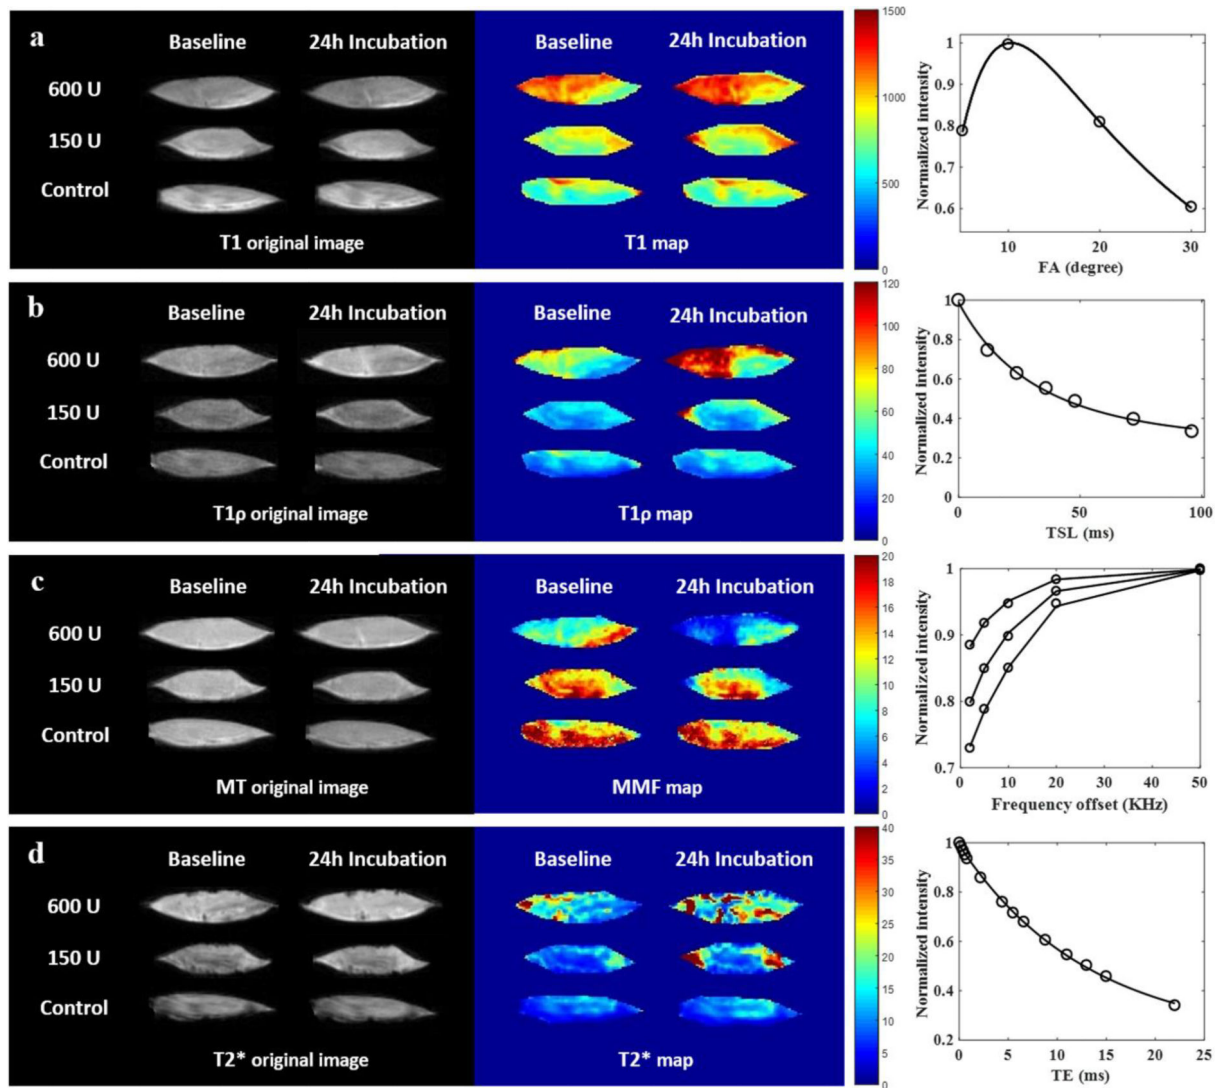 a
Baseline 24h Incubation Baseline 24h Incubation
600 U
150 U
Control
T1 original image T1 map
1500
1000
500
0
Normalized intensity
1
0.9
0.8
0.7
0.6
10 20 30
FA (degree)
b
Baseline 24h Incubation Baseline 24h Incubation
600 U
150 U
Control
T1ρ original image T1ρ map
120
100
80
60
40
20
0
Normalized intensity
1
0.8
0.6
0.4
0.2
0
0 50 100
TSL (ms)
c
Baseline 24h Incubation Baseline 24h Incubation
600 U
150 U
Control
MT original image MMF map
20
18
16
14
12
10
8
6
4
2
0
Normalized intensity
1
0.9
0.8
0.7
0 10 20 30 40 50
Frequency offset (KHz)
d
Baseline 24h Incubation Baseline 24h Incubation
600 U
150 U
Control
T2* original image T2* map
40
35
30
25
20
15
10
5
0
Normalized intensity
1
0.8
0.6
0.4
0.2
0 5 10 15 20 25
TE (ms)